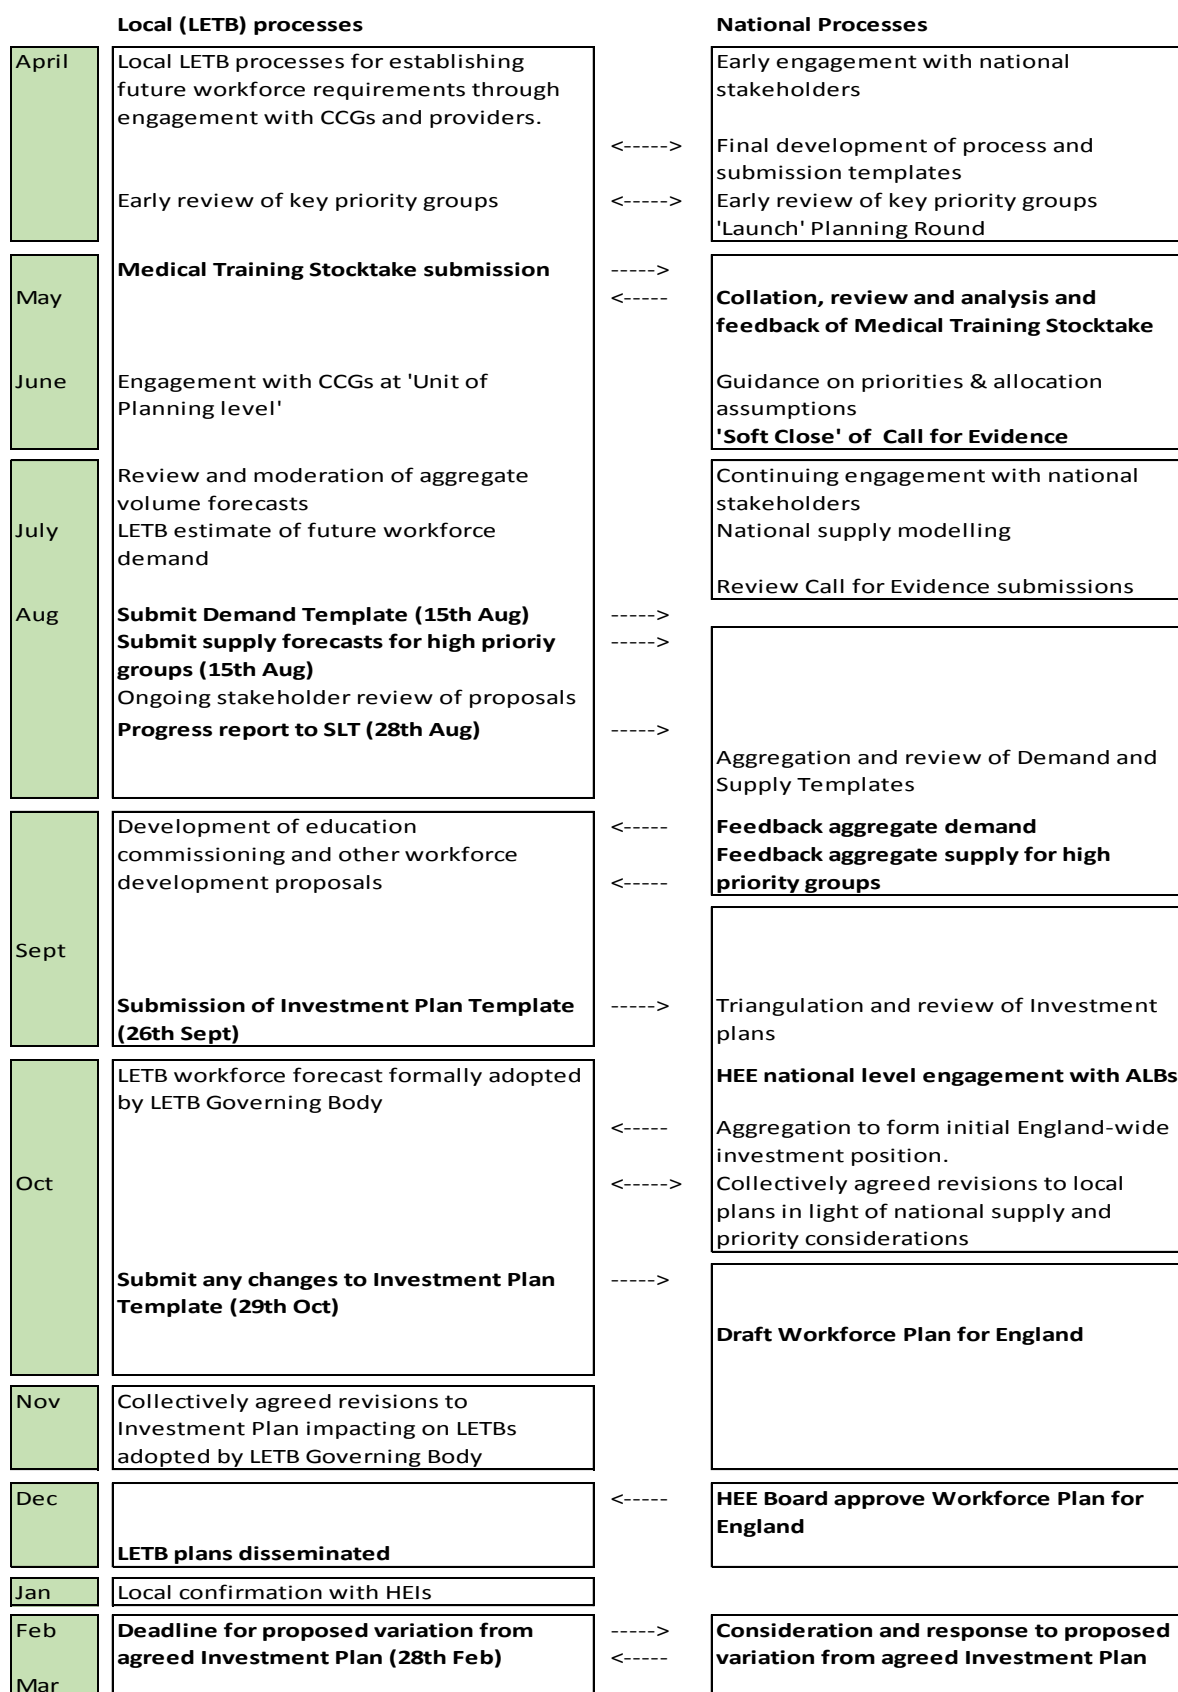 Local (LETB) processes
National Processes
April
Local LETB processes for establishing
future workforce requirements through
engagement with CCGs and providers.
Early engagement with national
stakeholders
<-----> Final development of process and
submission templates
Early review of key priority groups <-----> Early review of key priority groups
'Launch' Planning Round
Medical Training Stocktake submission ----->
May
<----- Collation, review and analysis and
feedback of Medical Training Stocktake
June
Engagement with CCGs at 'Unit of
Planning level'
Guidance on priorities & allocation
assumptions
'Soft Close' of Call for Evidence
Review and moderation of aggregate
volume forecasts
Continuing engagement with national
stakeholders
July
LETB estimate of future workforce
demand
National supply modelling
Review Call for Evidence submissions
Aug
Submit Demand Template (15th Aug) ----->
Submit supply forecasts for high prioriy ----->
groups (15th Aug)
Ongoing stakeholder review of proposals
Progress report to SLT (28th Aug) ----->
Aggregation and review of Demand and
Supply Templates
Development of education
commissioning and other workforce
development proposals
<----- Feedback aggregate demand
Feedback aggregate supply for high
<----- priority groups
Sept
Submission of Investment Plan Template ----->
(26th Sept)
Triangulation and review of Investment
plans
LETB workforce forecast formally adopted
by LETB Governing Body
HEE national level engagement with ALBs
<----- Aggregation to form initial England-wide
investment position.
Oct
<-----> Collectively agreed revisions to local
plans in light of national supply and
priority considerations
Submit any changes to Investment Plan ----->
Template (29th Oct)
Draft Workforce Plan for England
Nov
Collectively agreed revisions to
Investment Plan impacting on LETBs
adopted by LETB Governing Body
Dec
<----- HEE Board approve Workforce Plan for
England
LETB plans disseminated
Jan
Local confirmation with HEIs
Feb
Deadline for proposed variation from ----->
agreed Investment Plan (28th Feb) <-----
Consideration and response to proposed
variation from agreed Investment Plan
Mar